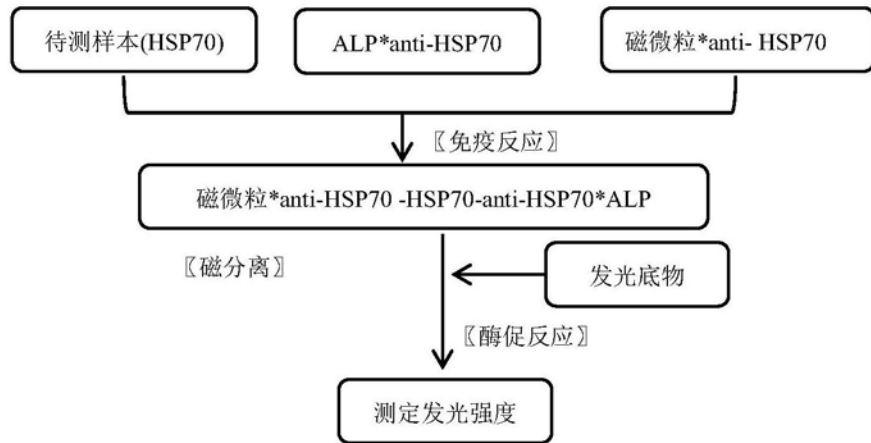 待测样本(HSP70)
ALP*anti-HSP70
磁微粒*anti- HSP70
〖免疫反应〗
磁微粒*anti-HSP70 -HSP70-anti-HSP70*ALP
〖磁分离〗
发光底物
〖酶促反应〗
测定发光强度